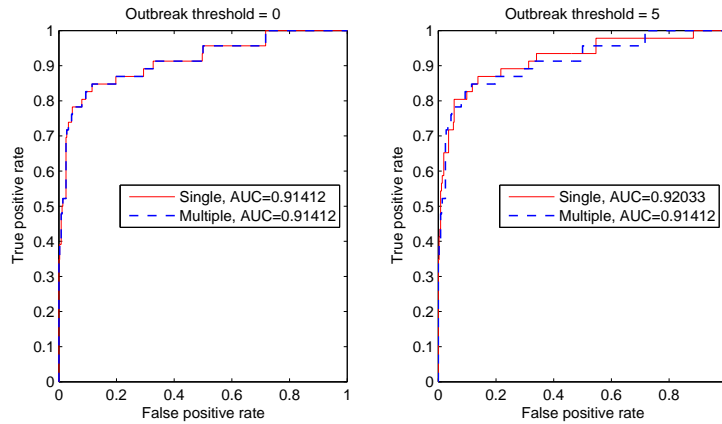 Outbreak threshold = 0
1
0.9
0.8
0.7
0.6
0.5
0.4
0.3
0.2
0.1
0
True positive rate
Single, AUC=0.91412
Multiple, AUC=0.91412
0 0.2 0.4 0.6 0.8 1
False positive rate
Outbreak threshold = 5
1
0.9
0.8
0.7
0.6
0.5
0.4
0.3
0.2
0.1
0
True positive rate
Single, AUC=0.92033
Multiple, AUC=0.91412
0 0.2 0.4 0.6 0.8
False positive rate